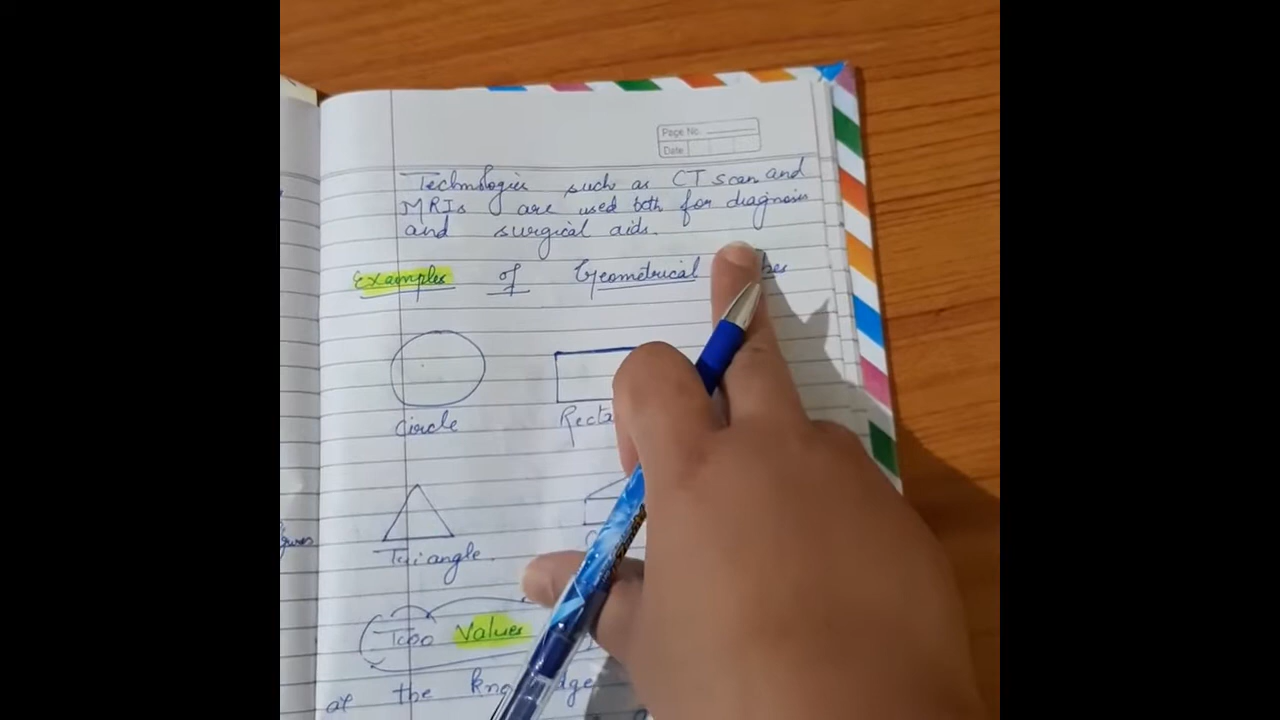 Page No.
Date
Technologies such as CT scan and
MRIs are used both for diagnosis
and surgical aids.
Examples of Geometrical
Circle
Triangle.
Two Values
of the